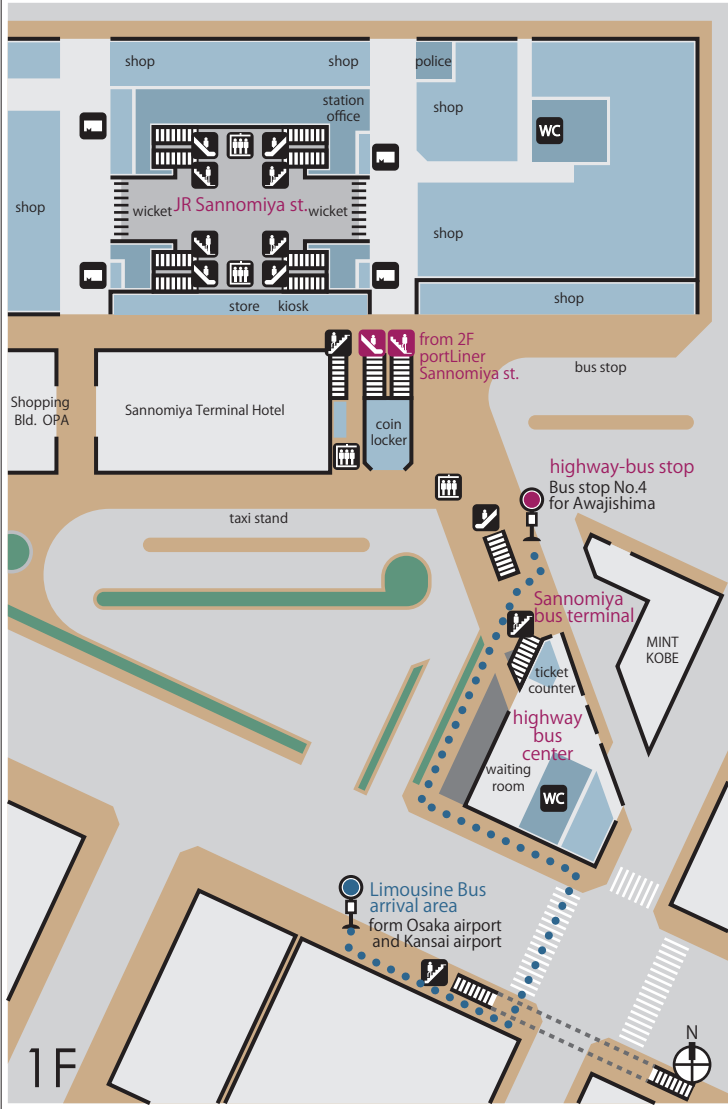 shop
shop
police
station
office
shop
WC
shop
wicket
JR Sannomiya st.
wicket
shop
store
kiosk
shop
from 2F
portLiner
Sannomiya st.
bus stop
Shopping
Bld. OPA
Sannomiya Terminal Hotel
coin
locker
highway-bus stop
Bus stop No.4
for Awajishima
taxi stand
Sannomiya
bus terminal
MINT
KOBE
ticket
counter
highway
bus
center
waiting
room
WC
Limousine Bus
arrival area
form Osaka airport
and Kansai airport
N
1F